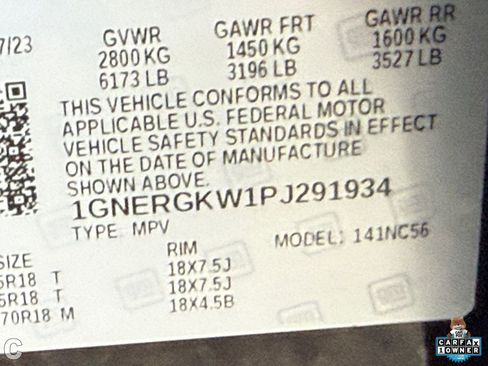 7/23 GVWR GAWR FRT GAWR RR
2800 KG 1450 KG 1600 KG
6173 LB 3196 LB 3527 LB
THIS VEHICLE CONFORMS TO ALL
APPLICABLE U.S. FEDERAL MOTOR
VEHICLE SAFETY STANDARDS IN EFFECT
ON THE DATE OF MANUFACTURE
SHOWN ABOVE.
1GNERGKW1PJ291934
TYPE: MPV MODEL: 141NC56
SIZE RIM
5R18 T 18X7.5J
5R18 T 18X7.5J
70R18 M 18X4.5B
C
CARFAX
1 OWNER